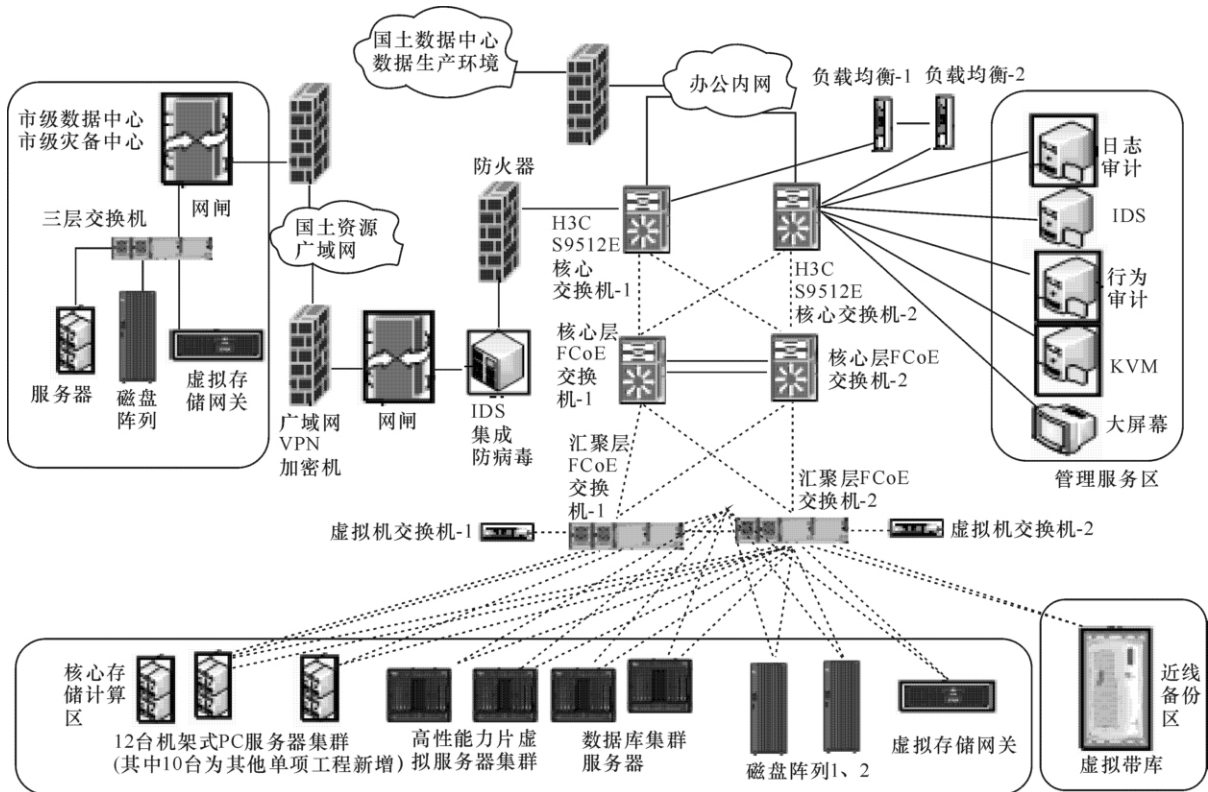 国土数据中心
数据生产环境
办公内网
负载均衡-1
负载均衡-2
市级数据中心
市级灾备中心
网闸
三层交换机
服务器
磁盘
阵列
虚拟存
储网关
国土资源
广域网
防火器
H3C
S9512E
核心
交换机-1
H3C
S9512E
核心交换机-2
日志
审计
IDS
行为
审计
KVM
大屏幕
管理服务区
广域网
VPN
加密机
网闸
IDS
集成
防病毒
核心层
FCoE
交换
机-1
核心层FCoE
交换机-2
汇聚层
FCoE
交换
机-1
汇聚层FCoE
交换机-2
虚拟机交换机-1
虚拟机交换机-2
核心存
储计算
区
12台机架式PC服务器集群
(其中10台为其他单项工程新增)
高性能力片虚
拟服务器集群
数据库集群
服务器
磁盘阵列1、2
虚拟存储网关
近线
备份
区
虚拟带库